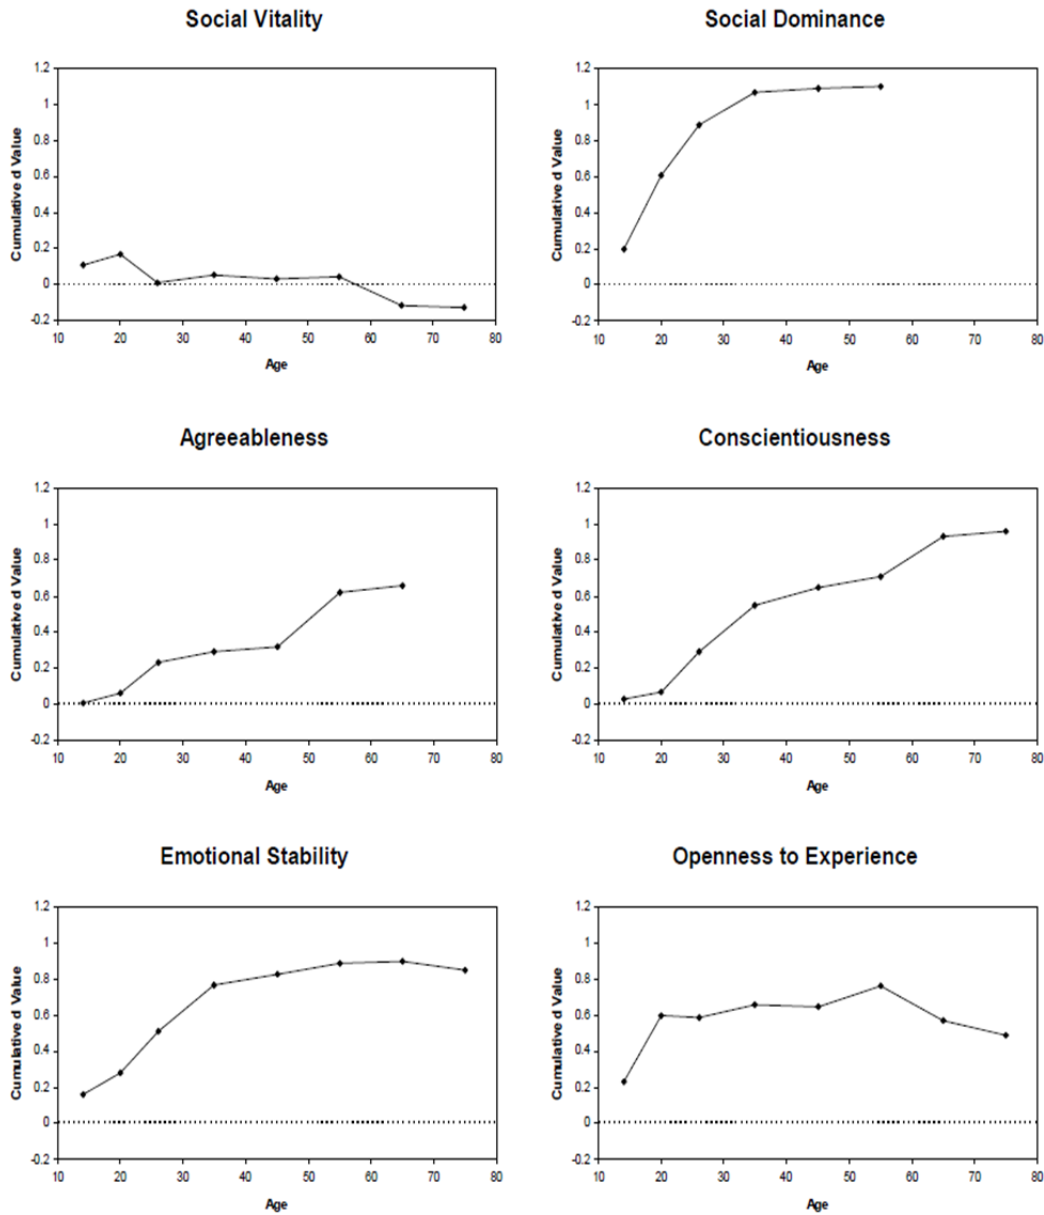 Social Vitality
1.2
1
0.8
0.6
0.4
0.2
0
-0.2
Cumulative d Value
10 20 30 40 50 60 70 80
Age
Social Dominance
1.2
1
0.8
0.6
0.4
0.2
0
-0.2
Cumulative d Value
10 20 30 40 50 60 70 80
Age
Agreeableness
1.2
1
0.8
0.6
0.4
0.2
0
-0.2
Cumulative d Value
10 20 30 40 50 60 70 80
Age
Conscientiousness
1.2
1
0.8
0.6
0.4
0.2
0
-0.2
Cumulative d Value
10 20 30 40 50 60 70 80
Age
Emotional Stability
1.2
1
0.8
0.6
0.4
0.2
0
-0.2
Cumulative d Value
10 20 30 40 50 60 70 80
Age
Openness to Experience
1.2
1
0.8
0.6
0.4
0.2
0
-0.2
Cumulative d Value
10 20 30 40 50 60 70 80
Age